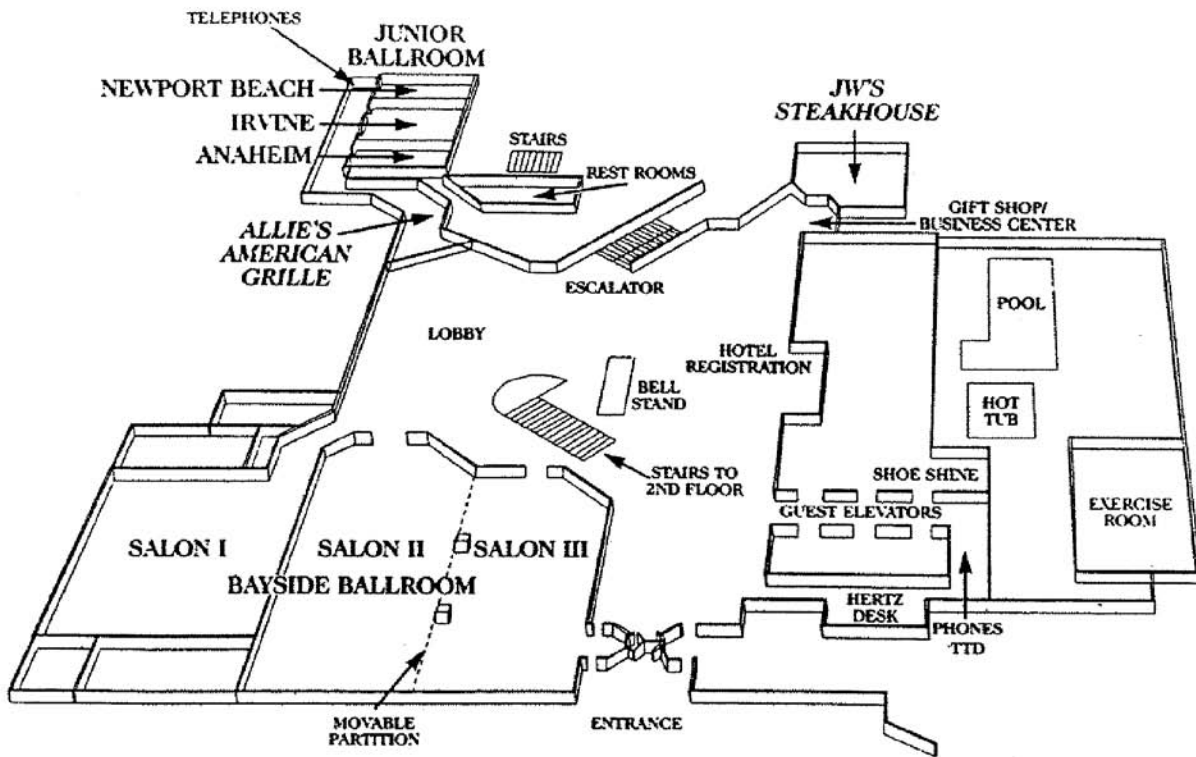 TELEPHONES
JUNIOR
BALLROOM
NEWPORT BEACH
IRVINE
ANAHEIM
STAIRS
REST ROOMS
JW'S
STEAKHOUSE
GIFT SHOP/
BUSINESS CENTER
ALLIE'S
AMERICAN
GRILLE
ESCALATOR
POOL
LOBBY
HOTEL
REGISTRATION
BELL
STAND
HOT
TUB
STAIRS TO
2ND FLOOR
SHOE SHINE
GUEST ELEVATORS
EXERCISE
ROOM
SALON I
SALON II
SALON III
BAYSIDE BALLROOM
HERTZ
DESK
PHONES
TTD
MOVABLE
PARTITION
ENTRANCE